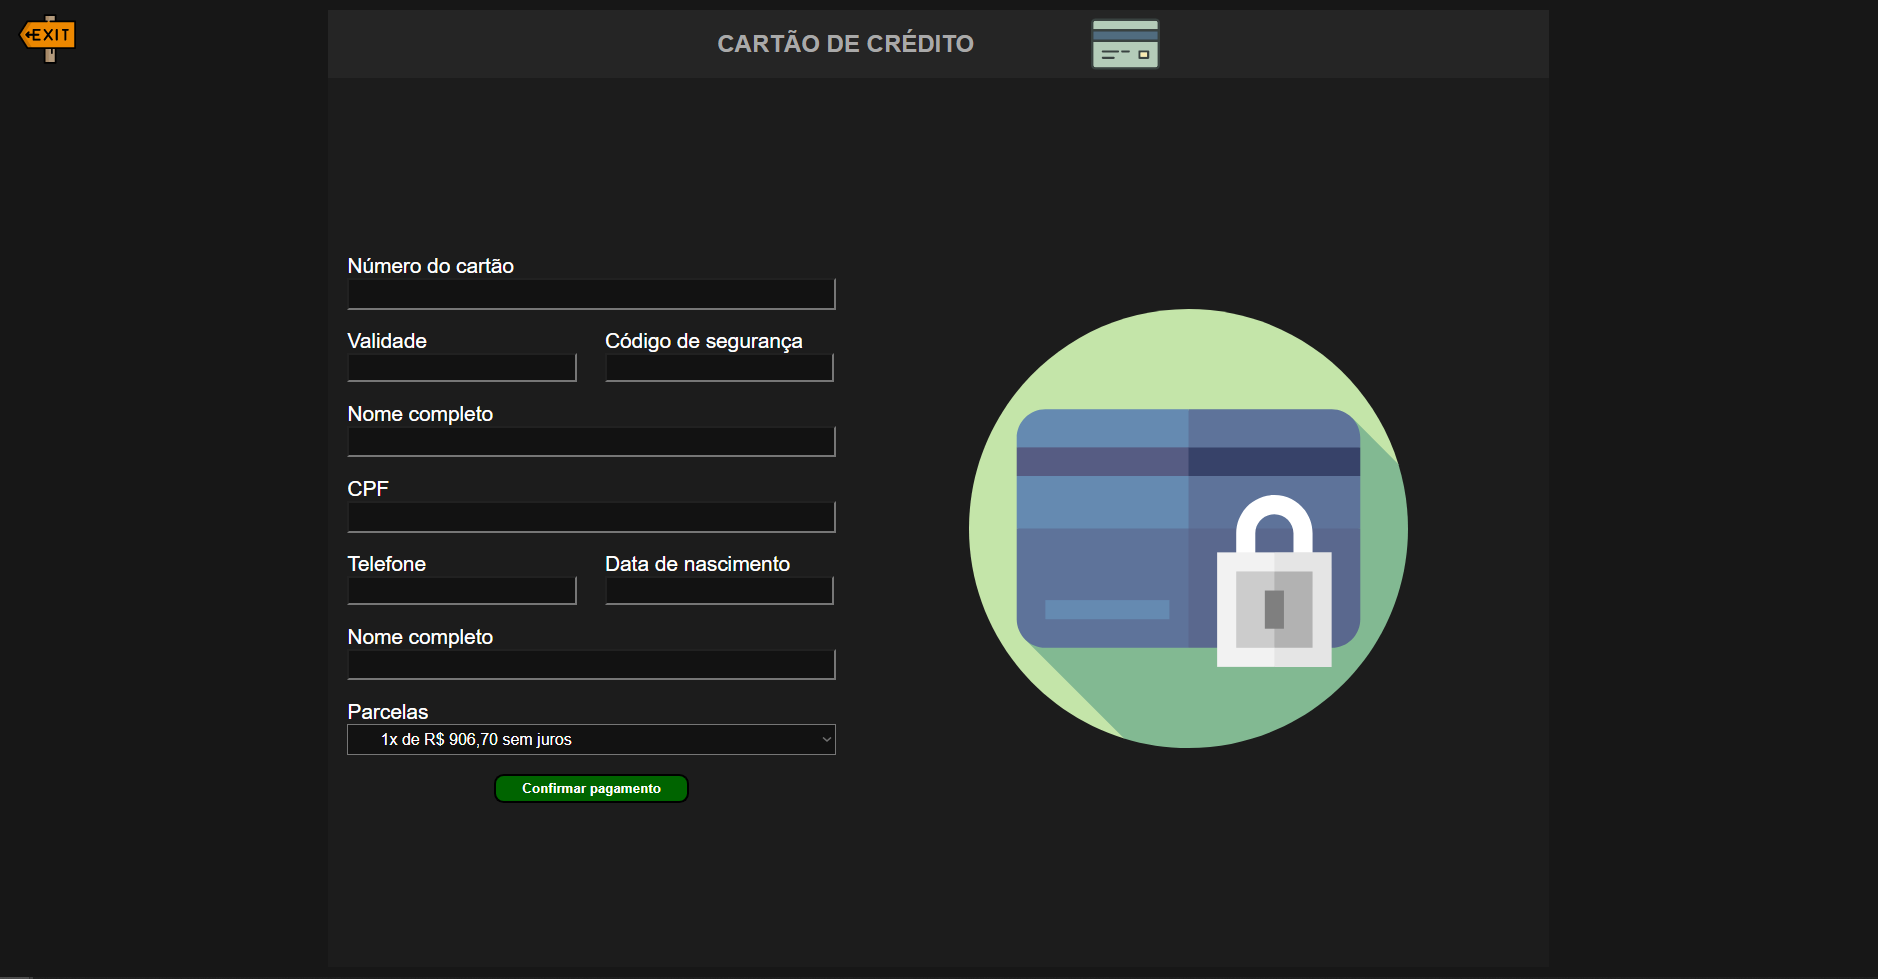 EXIT
CARTÃO DE CRÉDITO
Número do cartão
Validade
Código de segurança
Nome completo
CPF
Telefone
Data de nascimento
Nome completo
Parcelas
1x de R$ 906,70 sem juros
Confirmar pagamento